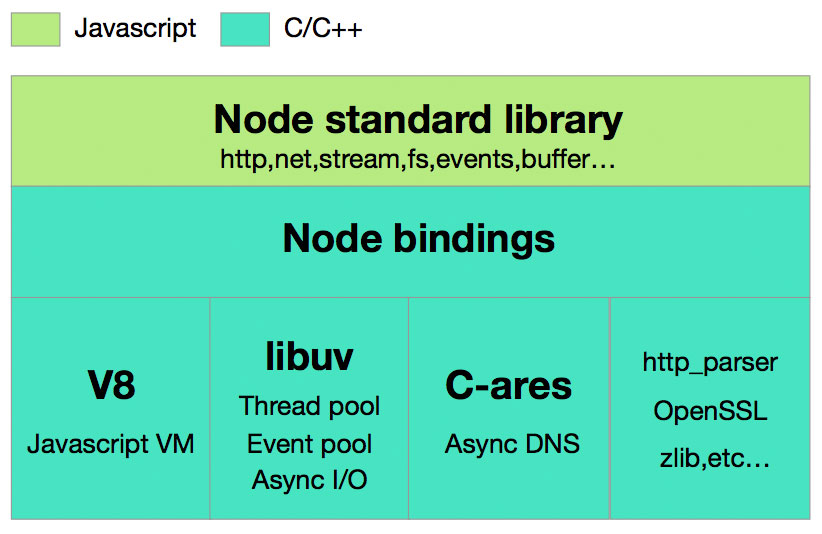 Javascript
C/C++
Node standard library
http,net,stream,fs,events,buffer…
Node bindings
V8
Javascript VM
libuv
Thread pool
Event pool
Async I/O
C-ares
Async DNS
http_parser
OpenSSL
zlib,etc…